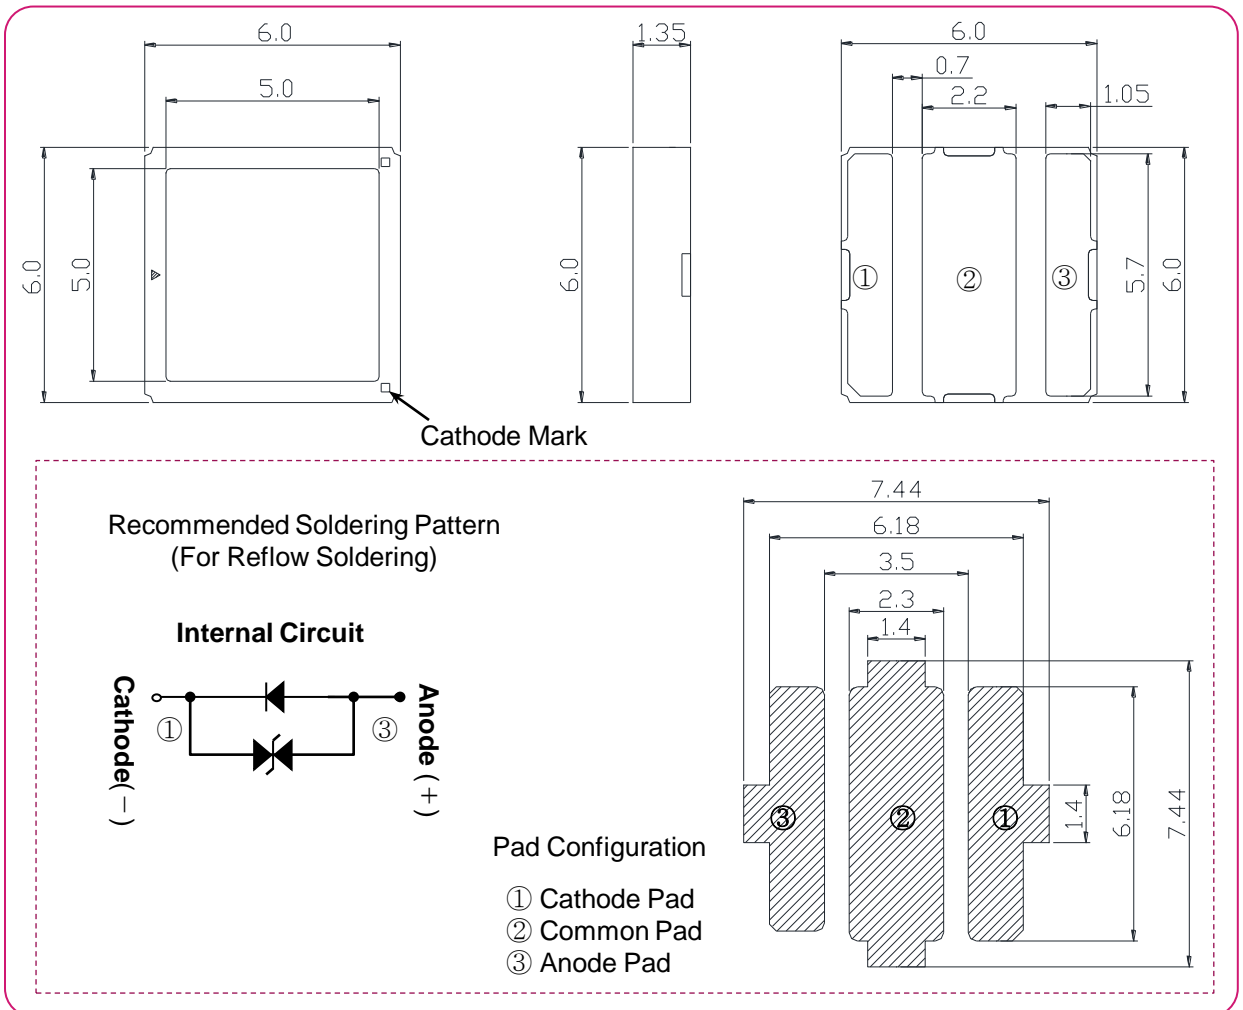 6.0
5.0
6.0
5.0
Cathode Mark
1.35
6.0
6.0
0.7
2.2
1.05
①
②
③
5.7
6.0
Recommended Soldering Pattern
(For Reflow Soldering)
Internal Circuit
Cathode(－)
①
③
Anode (＋)
Pad Configuration
① Cathode Pad
② Common Pad
③ Anode Pad
7.44
6.18
3.5
2.3
1.4
③
②
①
1.4
6.18
7.44